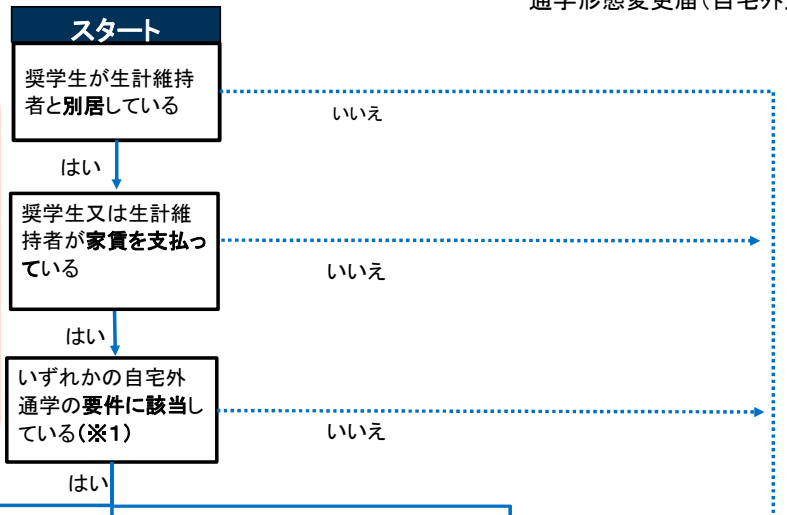 通学形態変更届(自宅外
スタート
奨学生が生計維持
者と別居している
いいえ
はい
奨学生又は生計維
持者が家賃を支払っ
ている
いいえ
はい
いずれかの自宅外
通学の要件に該当し
ている(※1)
いいえ
はい